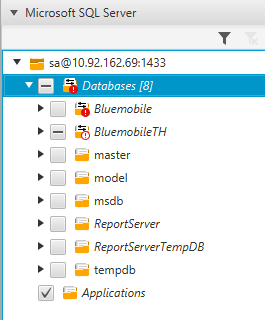 Microsoft SQL Server
sa@10.92.162.69:1433
Databases [8]
Bluemobile
BluemobileTH
master
model
msdb
ReportServer
ReportServerTempDB
tempdb
Applications